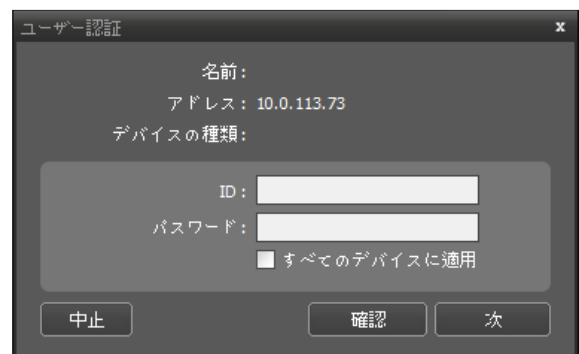 ユーザー認証 x
名前:
アドレス: 10.0.113.73
デバイスの種類:
ID:
パスワード:
すべてのデバイスに適用
中止 確認 次